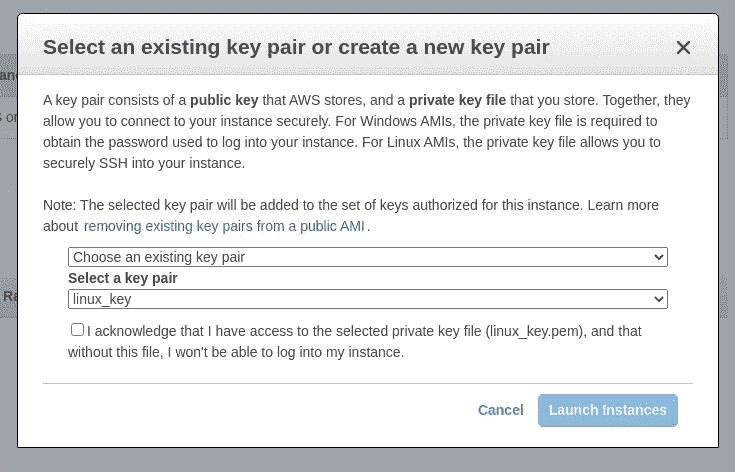 Select an existing key pair or create a new key pair
A key pair consists of a public key that AWS stores, and a private key file that you store. Together, they
allow you to connect to your instance securely. For Windows AMIs, the private key file is required to
obtain the password used to log into your instance. For Linux AMIs, the private key file allows you to
securely SSH into your instance.
Note: The selected key pair will be added to the set of keys authorized for this instance. Learn more
about removing existing key pairs from a public AMI.
Choose an existing key pair
Select a key pair
linux_key
I acknowledge that I have access to the selected private key file (linux_key.pem), and that
without this file, I won't be able to log into my instance.
Cancel
Launch Instances